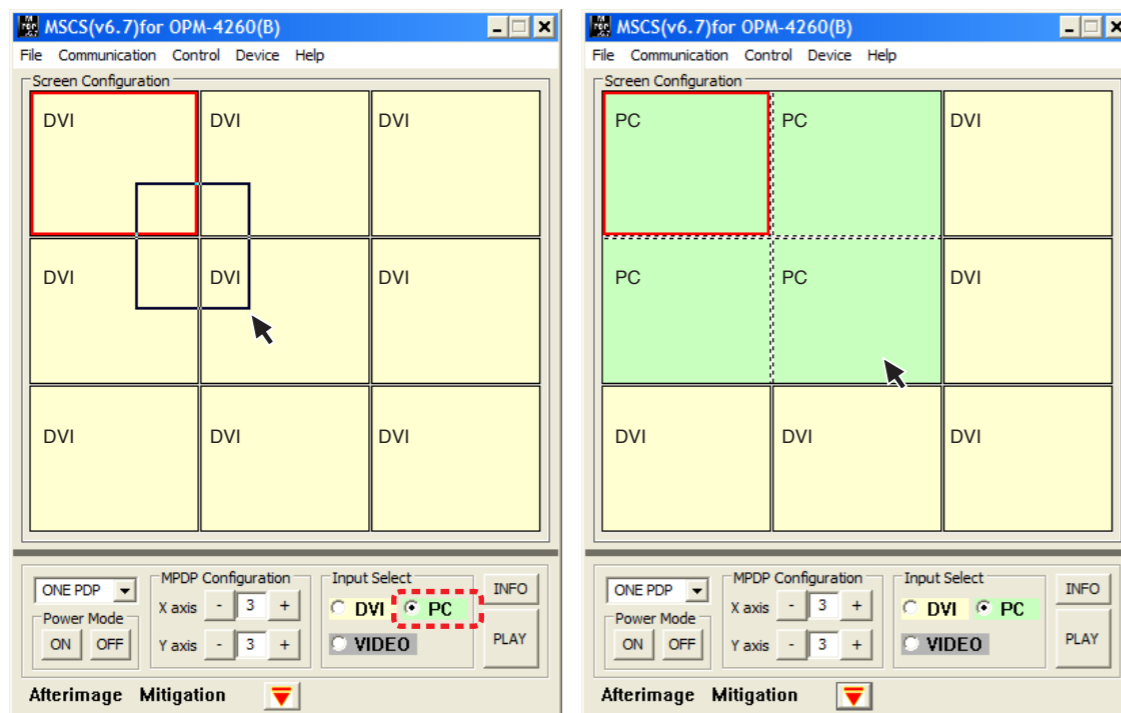 MSCS(v6.7)for OPM-4260(B)
File Communication Control Device Help
Screen Configuration
DVI DVI DVI
DVI DVI DVI
DVI DVI DVI
ONE PDP
MPDP Configuration
Input Select
X axis - 3 +
DVI PC
INFO
Power Mode
ON OFF
Y axis - 3 +
VIDEO
PLAY
Afterimage Mitigation
MSCS(v6.7)for OPM-4260(B)
File Communication Control Device Help
Screen Configuration
PC PC DVI
PC PC DVI
DVI DVI DVI
ONE PDP
MPDP Configuration
Input Select
X axis - 3 +
DVI PC
INFO
Power Mode
ON OFF
Y axis - 3 +
VIDEO
PLAY
Afterimage Mitigation